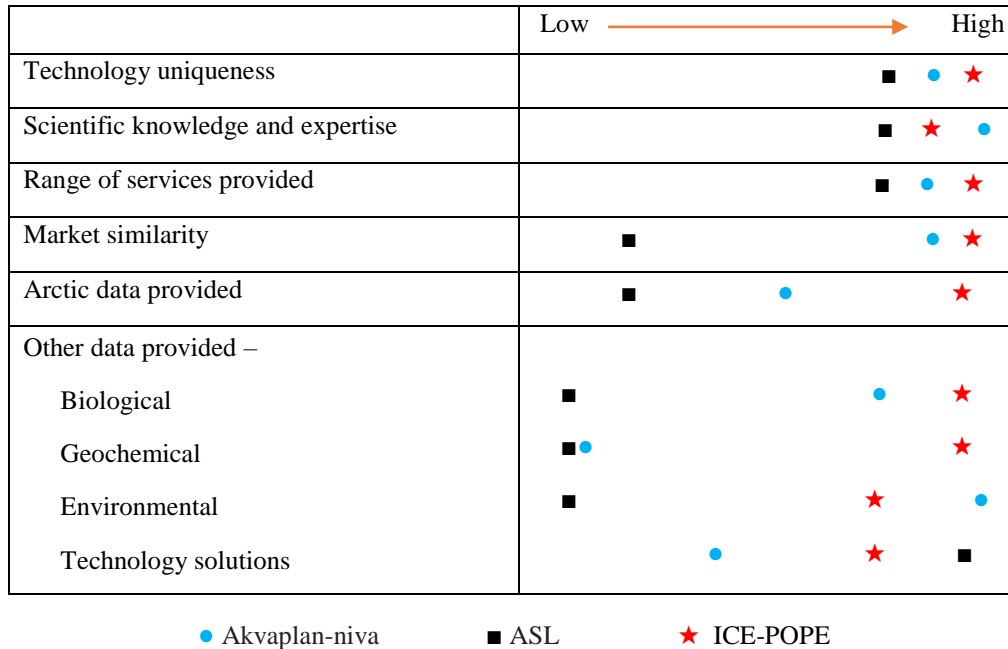 Low High
Technology uniqueness
Scientific knowledge and expertise
Range of services provided
Market similarity
Arctic data provided
Other data provided –
Biological
Geochemical
Environmental
Technology solutions
Akvaplan-niva ASL ICE-POPE